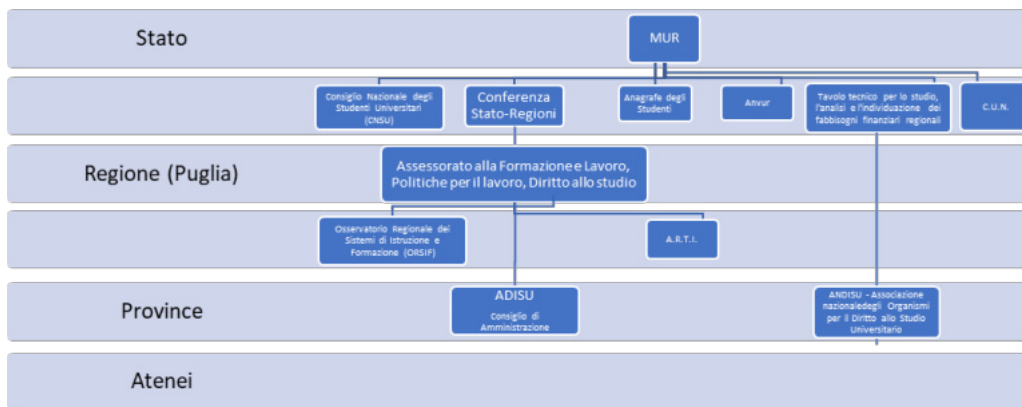 Stato
MUR
Consiglio Nazionale degli
Studenti Universitari
(CNSU)
Conferenza
Stato-Regioni
Anagrafe degli
Studenti
Anvur
Tavolo tecnico per lo studio,
l'analisi e l'individuazione dei
fabbisogni finanziari regionali
C.U.N.
Regione (Puglia)
Assessorato alla Formazione e Lavoro,
Politiche per il lavoro, Diritto allo studio
Osservatorio Regionale dei
Sistemi di Istruzione e
Formazione (ORSIF)
A.R.T.I.
Province
ADISU
Consiglio di
Amministrazione
ANDISU - Associazione
nazionaledegli Organismi
per il Diritto allo Studio
Universitario
Atenei